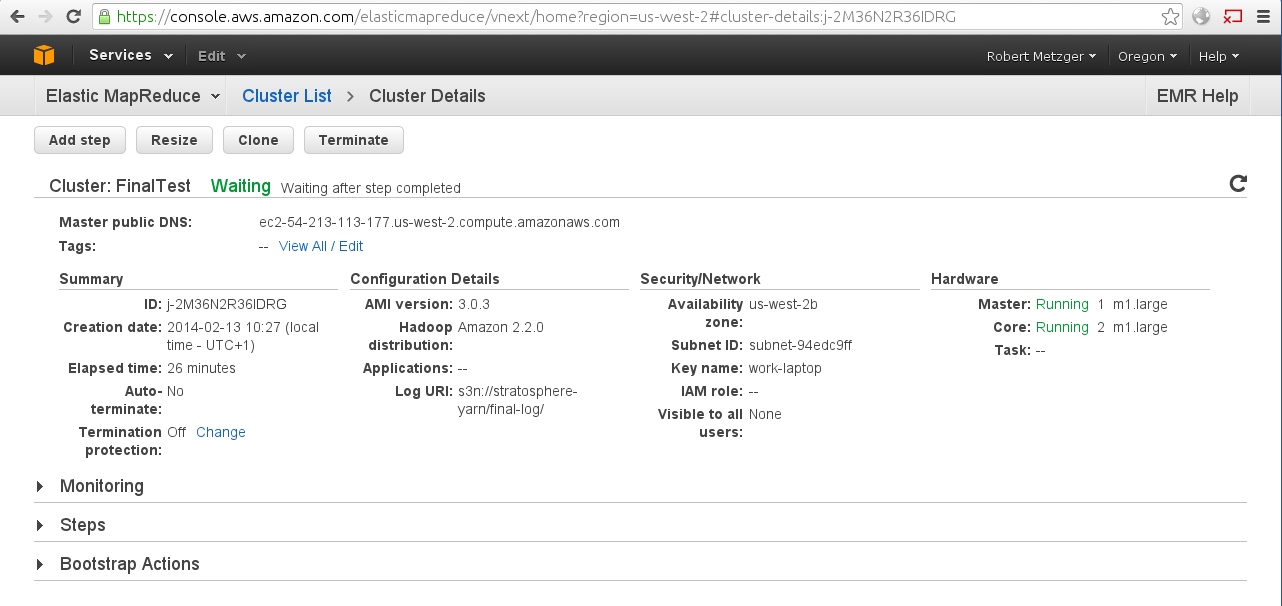 https://console.aws.amazon.com/elasticmapreduce/vnext/home?region=us-west-2#cluster-details:j-2M36N2R36IDRG
Services Edit Robert Metzger Oregon Help
Elastic MapReduce Cluster List > Cluster Details EMR Help
Add step Resize Clone Terminate
Cluster: FinalTest Waiting Waiting after step completed
Master public DNS: ec2-54-213-113-177.us-west-2.compute.amazonaws.com
Tags: -- View All / Edit
Summary
ID: j-2M36N2R36IDRG
Creation date: 2014-02-13 10:27 (local
time - UTC+1)
Elapsed time: 26 minutes
Auto- No
terminate:
Termination Off Change
protection:
Configuration Details
AMI version: 3.0.3
Hadoop Amazon 2.2.0
distribution:
Applications: --
Log URI: s3n://stratosphere-
yarn/final-log/
Security/Network
Availability us-west-2b
zone:
Subnet ID: subnet-94edc9ff
Key name: work-laptop
IAM role: --
Visible to all None
users:
Hardware
Master: Running 1 m1.large
Core: Running 2 m1.large
Task: --
Monitoring
Steps
Bootstrap Actions